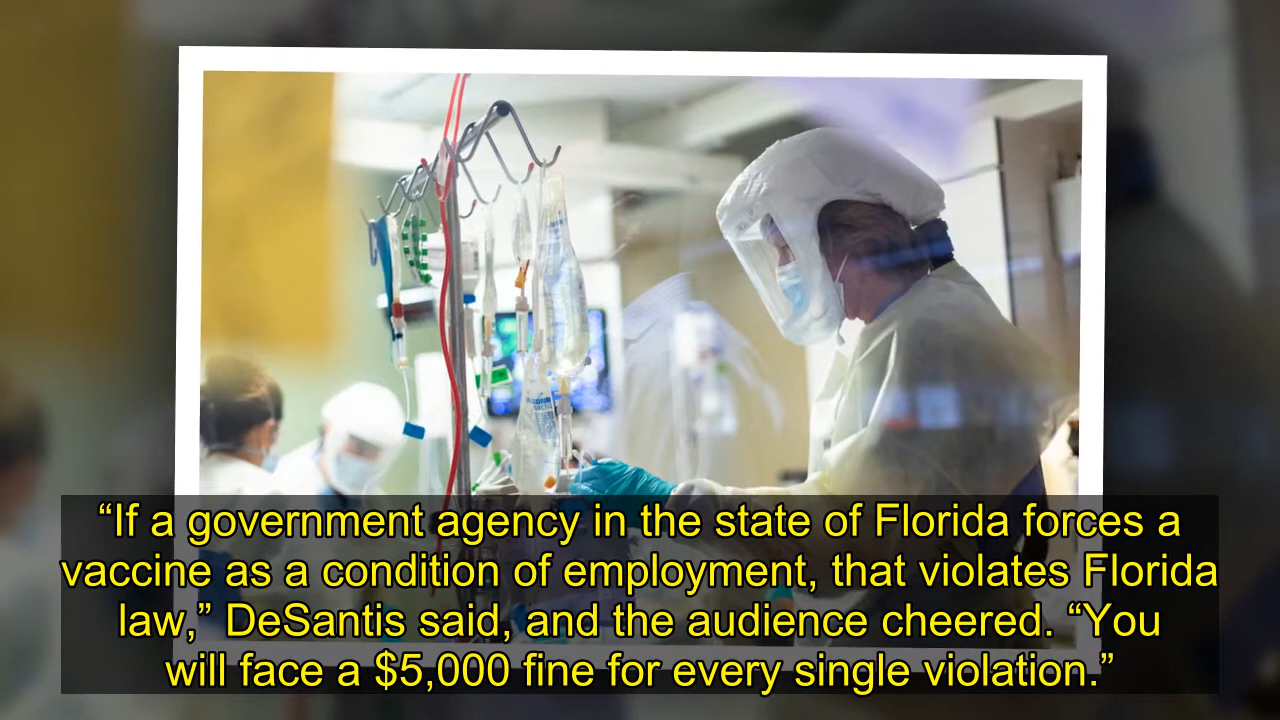 “If a government agency in the state of Florida forces a
vaccine as a condition of employment, that violates Florida
law,” DeSantis said, and the audience cheered. “You
will face a $5,000 fine for every single violation.”